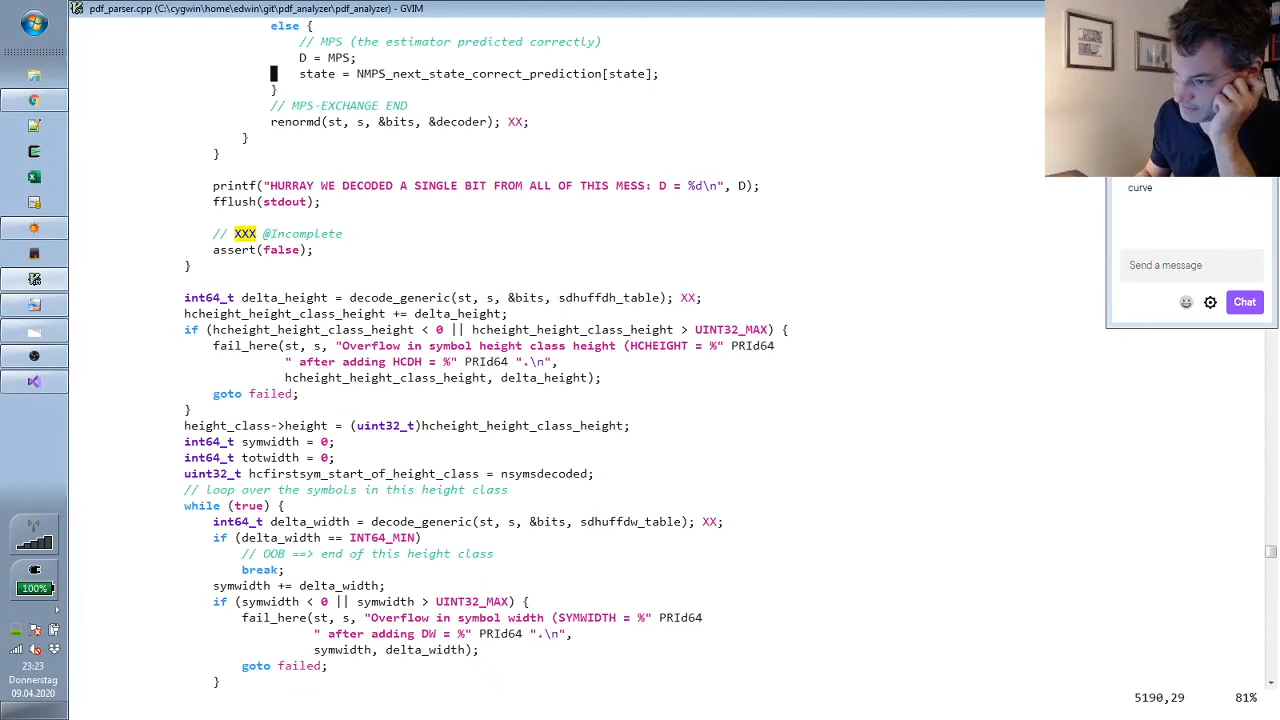 pdf_parser.cpp (C:\cygwin\home\edwin\git\pdf_analyzer\pdf_analyzer) - GVIM
else {
// MPS (the estimator predicted correctly)
D = MPS;
state = NMPS_next_state_correct_prediction[state];
}
// MPS-EXCHANGE END
renormd(st, s, &bits, &decoder); XX;
}
}
printf("HURRAY WE DECODED A SINGLE BIT FROM ALL OF THIS MESS: D = %d\n", D);
fflush(stdout);
// XXX @Incomplete
assert(false);
}
int64_t delta_height = decode_generic(st, s, &bits, sdhuffdh_table); XX;
hcheight_height_class_height += delta_height;
if (hcheight_height_class_height < 0 || hcheight_height_class_height > UINT32_MAX) {
fail_here(st, s, "Overflow in symbol height class height (HCHEIGHT = %" PRId64
" after adding HCDH = %" PRId64 ".\n",
hcheight_height_class_height, delta_height);
goto failed;
}
height_class->height = (uint32_t)hcheight_height_class_height;
int64_t symwidth = 0;
int64_t totwidth = 0;
uint32_t hcfirstsym_start_of_height_class = nsymsdecoded;
// loop over the symbols in this height class
while (true) {
int64_t delta_width = decode_generic(st, s, &bits, sdhuffdw_table); XX;
if (delta_width == INT64_MIN)
// OOB ==> end of this height class
break;
symwidth += delta_width;
if (symwidth < 0 || symwidth > UINT32_MAX) {
fail_here(st, s, "Overflow in symbol width (SYMWIDTH = %" PRId64
" after adding DW = %" PRId64 ".\n",
symwidth, delta_width);
goto failed;
}
5190,29 81%
curve
Send a message
Chat
100%
23:23
Donnerstag
09.04.2020